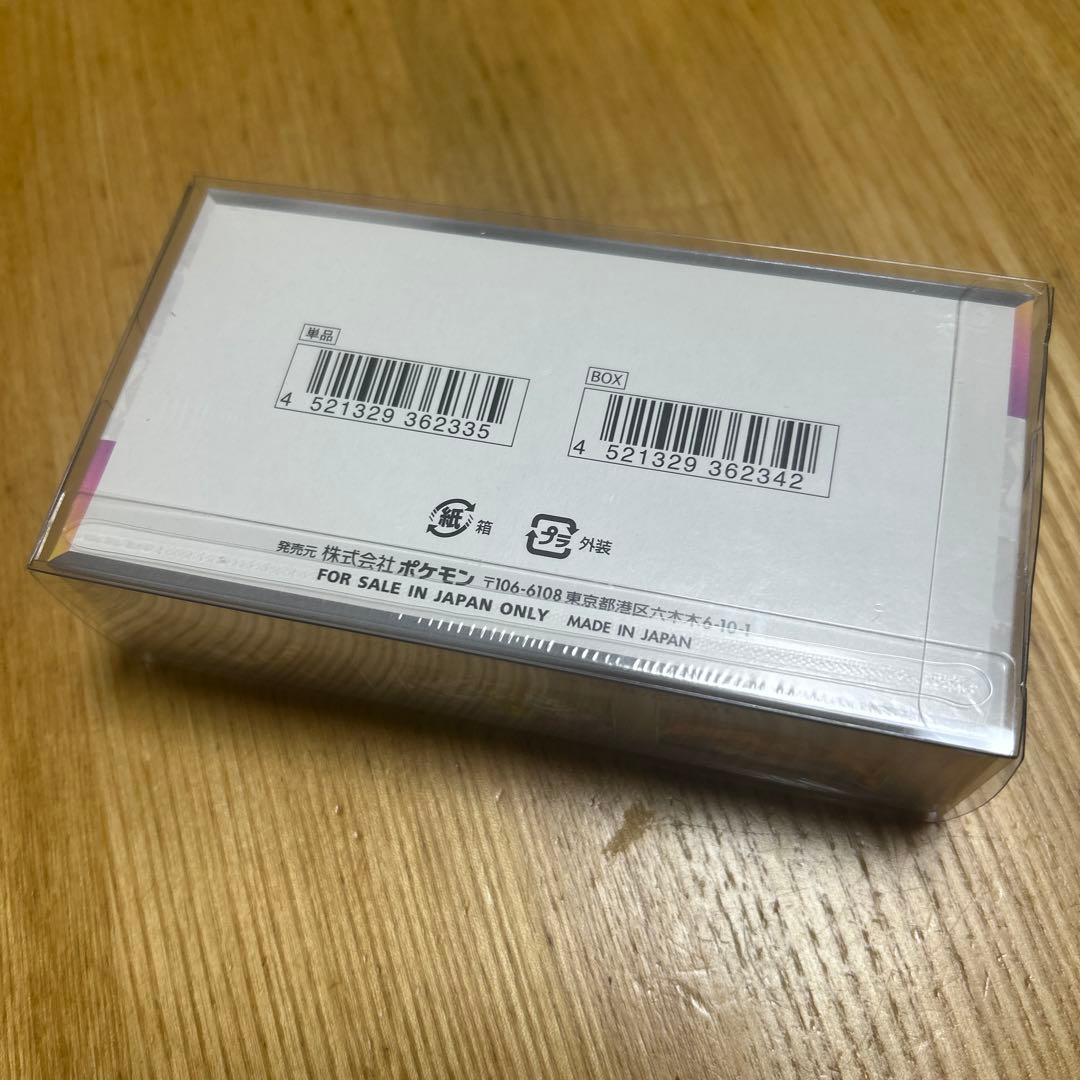 単品
4 521329 362335
BOX
4 521329 362342
紙 箱
プラ 外装
発売元 株式会社 ポケモン 〒106-6108 東京都港区六本木6-10-1
FOR SALE IN JAPAN ONLY MADE IN JAPAN